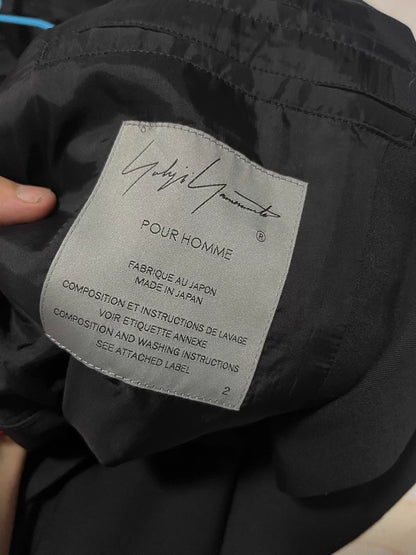 Yohji Yamamoto
®
POUR HOMME
FABRIQUE AU JAPON
MADE IN JAPAN
COMPOSITION ET INSTRUCTIONS DE LAVAGE
VOIR ETIQUETTE ANNEXE
COMPOSITION AND WASHING INSTRUCTIONS
SEE ATTACHED LABEL
2